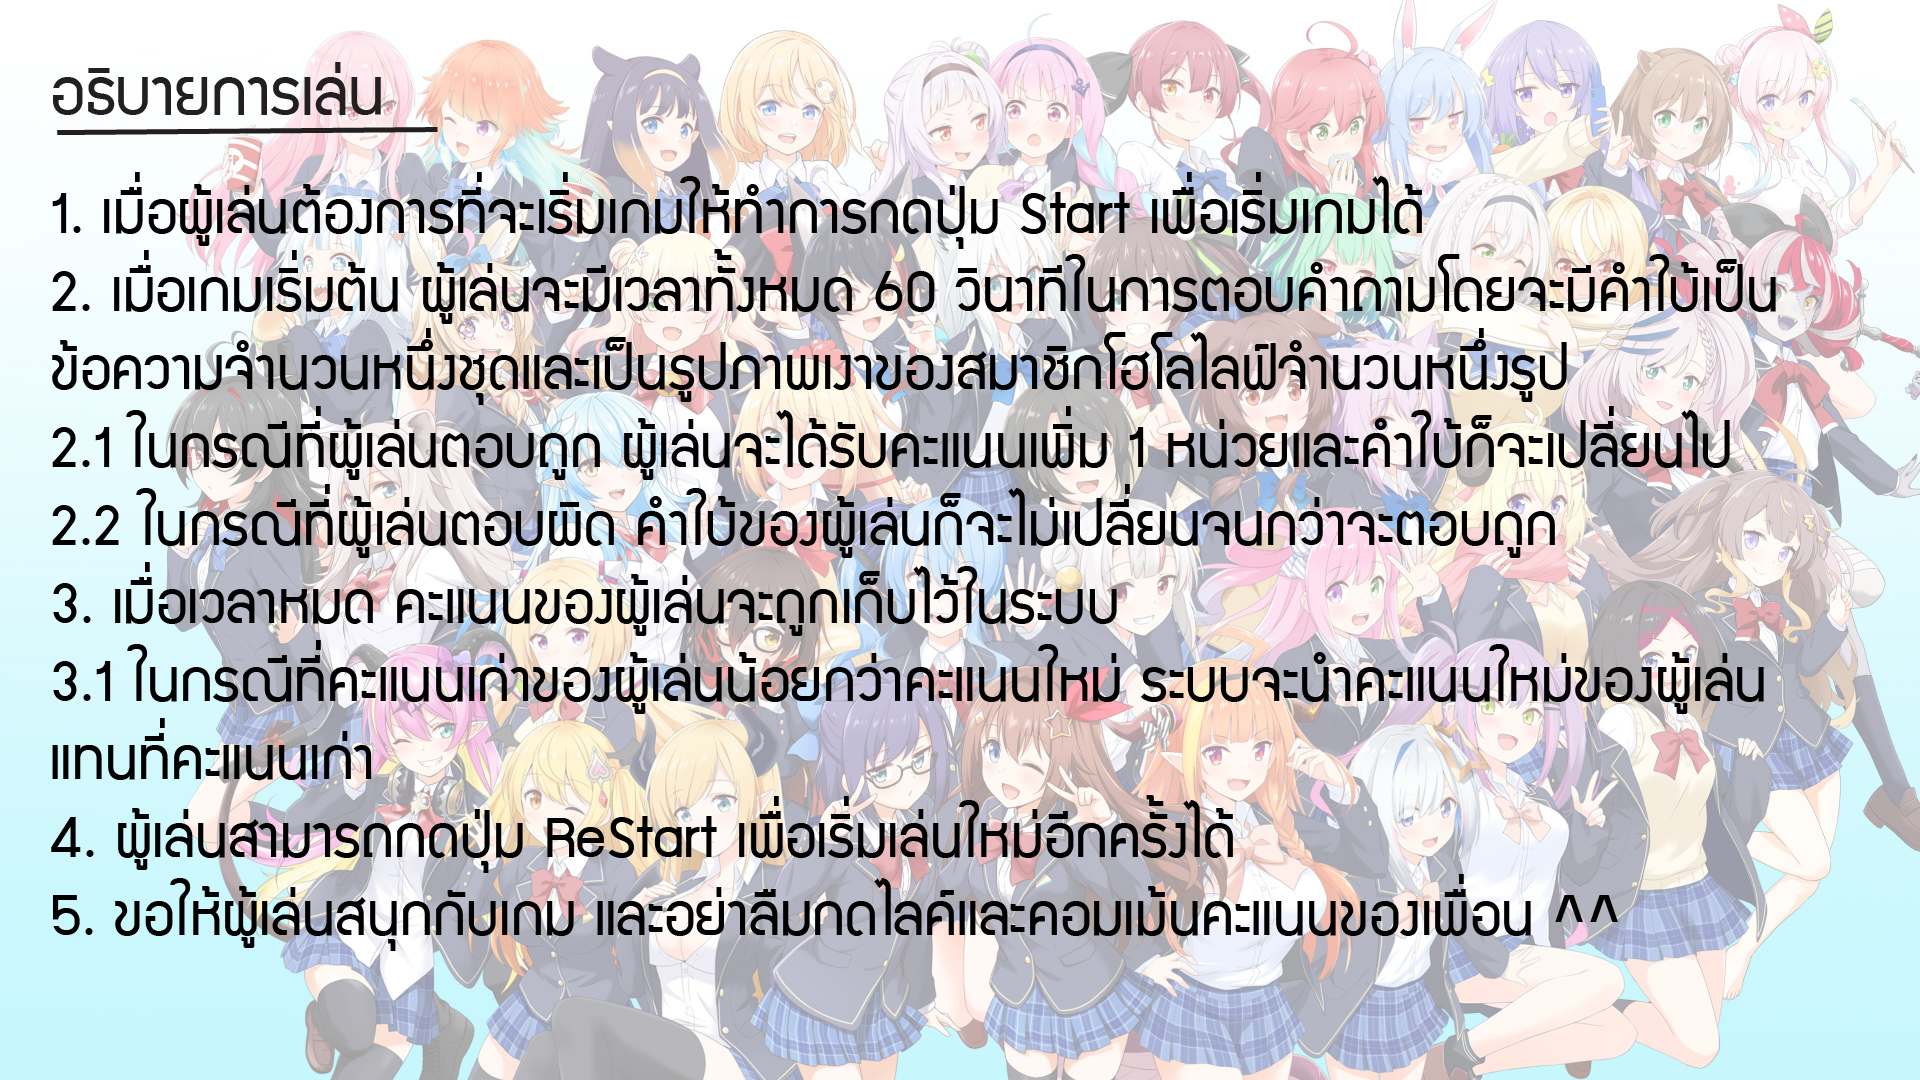 อธิบายการเล่น
1. เมื่อผู้เล่นต้องการที่จะเริ่มเกมให้ทำการกดปุ่ม Start เพื่อเริ่มเกมได้
2. เมื่อเกมเริ่มต้น ผู้เล่นจะมีเวลาทั้งหมด 60 วินาทีในการตอบคำถามโดยจะมีคำใบ้เป็น
ข้อความจำนวนหนึ่งชุดและเป็นรูปภาพเงาของสมาชิกโฮโลไลฟ์จำนวนหนึ่งรูป
2.1 ในกรณีที่ผู้เล่นตอบถูก ผู้เล่นจะได้รับคะแนนเพิ่ม 1 หน่วยและคำใบ้ก็จะเปลี่ยนไป
2.2 ในกรณีที่ผู้เล่นตอบผิด คำใบ้ของผู้เล่นก็จะไม่เปลี่ยนจนกว่าจะตอบถูก
3. เมื่อเวลาหมด คะแนนของผู้เล่นจะถูกเก็บไว้ในระบบ
3.1 ในกรณีที่คะแนนเก่าของผู้เล่นน้อยกว่าคะแนนใหม่ ระบบจะนำคะแนนใหม่ของผู้เล่น
แทนที่คะแนนเก่า
4. ผู้เล่นสามารถกดปุ่ม ReStart เพื่อเริ่มเล่นใหม่อีกครั้งได้
5. ขอให้ผู้เล่นสนุกกับเกม และอย่าลืมกดไลค์และคอมเม้นคะแนนของเพื่อน ^^